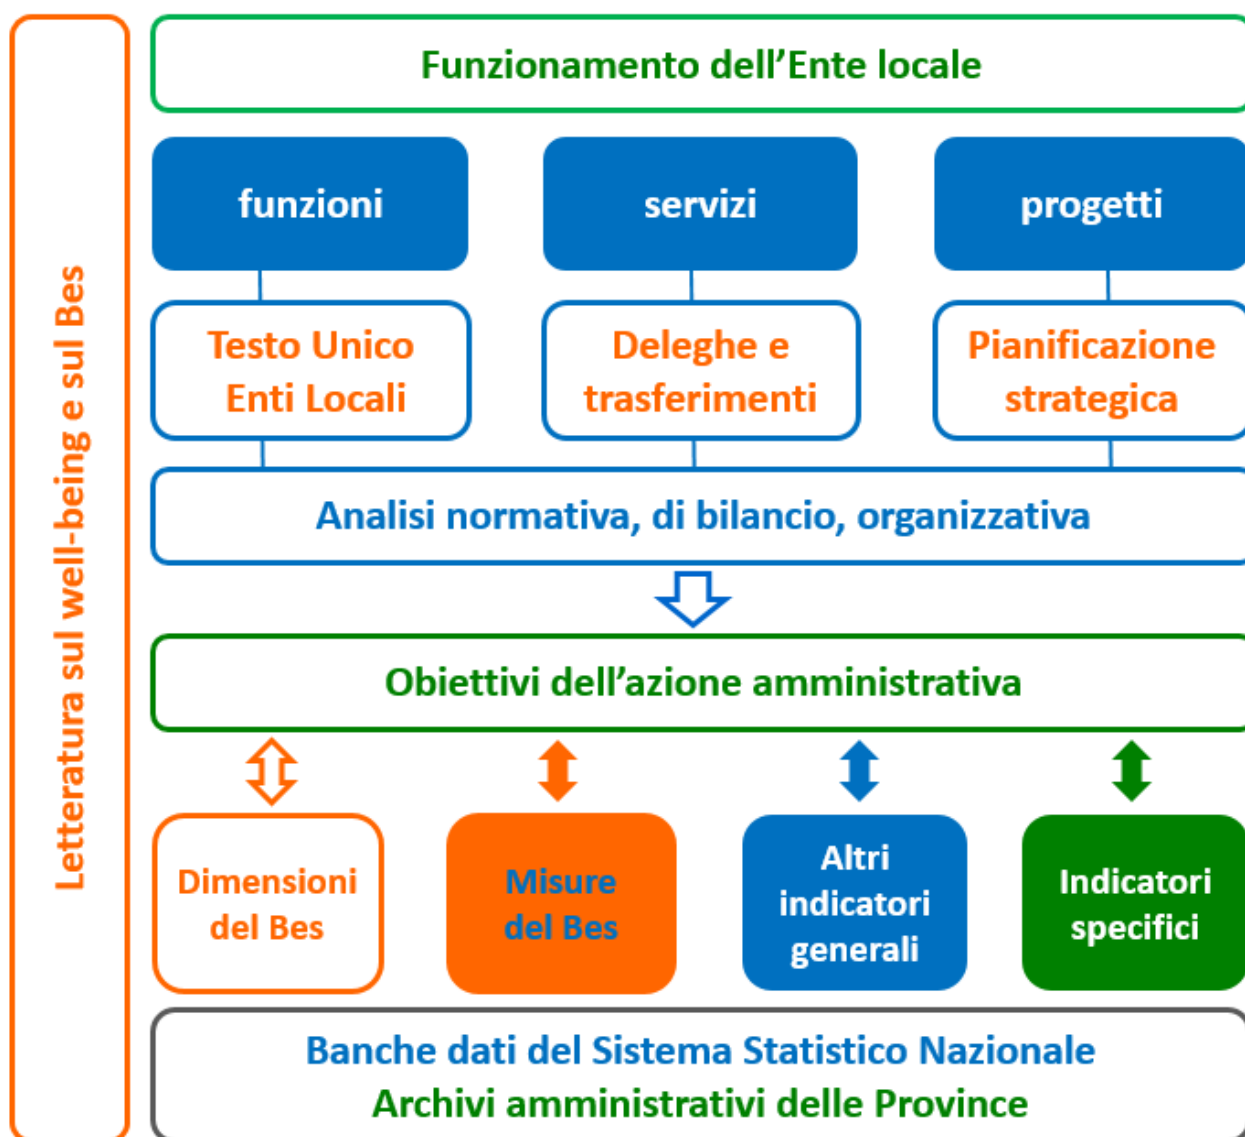 Letteratura sul well-being e sul Bes
Funzionamento dell'Ente locale
funzioni
servizi
progetti
Testo Unico
Enti Locali
Deleghe e
trasferimenti
Pianificazione
strategica
Analisi normativa, di bilancio, organizzativa
Obiettivi dell'azione amministrativa
Dimensioni
del Bes
Misure
del Bes
Altri
indicatori
generali
Indicatori
specifici
Banche dati del Sistema Statistico Nazionale
Archivi amministrativi delle Province